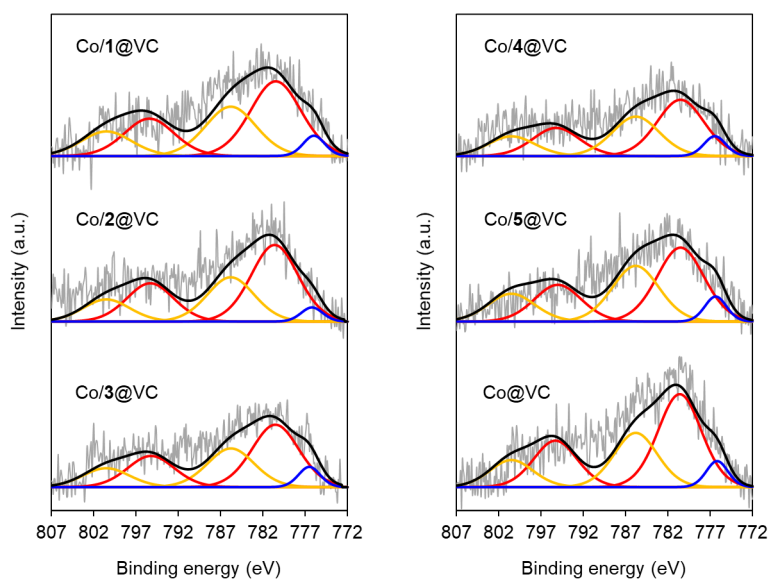 Co/1@VC
Co/2@VC
Co/3@VC
Intensity (a.u.)
807 802 797 792 787 782 777 772
Binding energy (eV)
Co/4@VC
Co/5@VC
Co@VC
Intensity (a.u.)
807 802 797 792 787 782 777 772
Binding energy (eV)